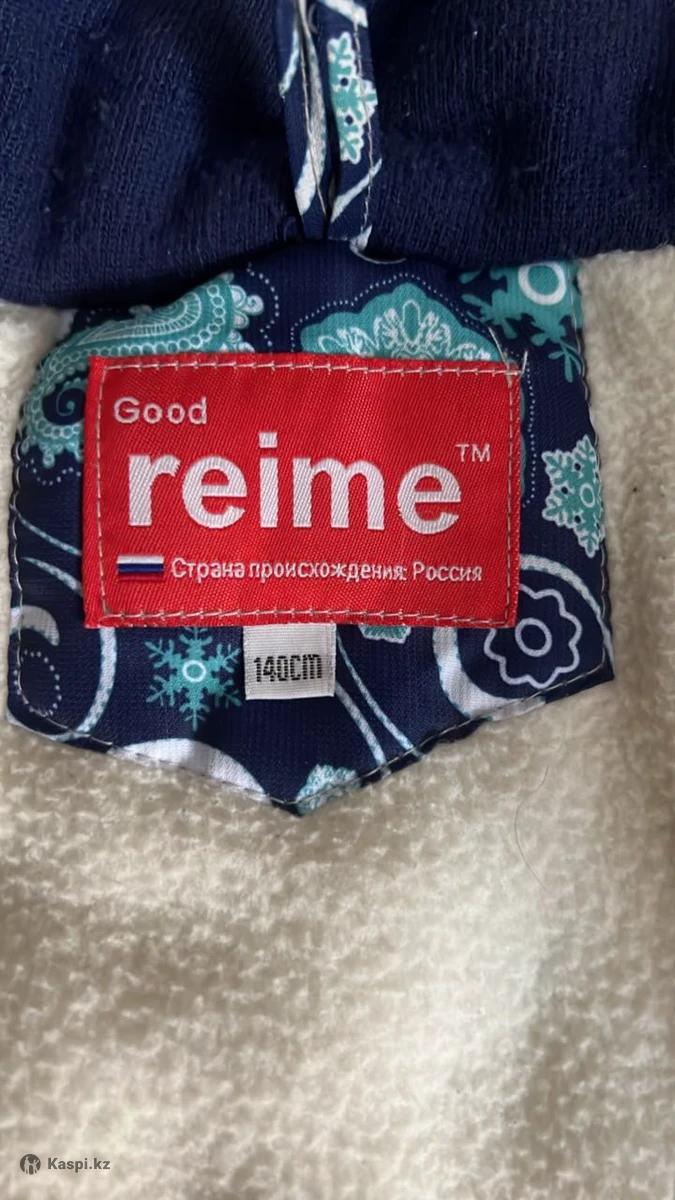 Good
reime™
Страна происхождения: Россия
140cm
Kaspi.kz